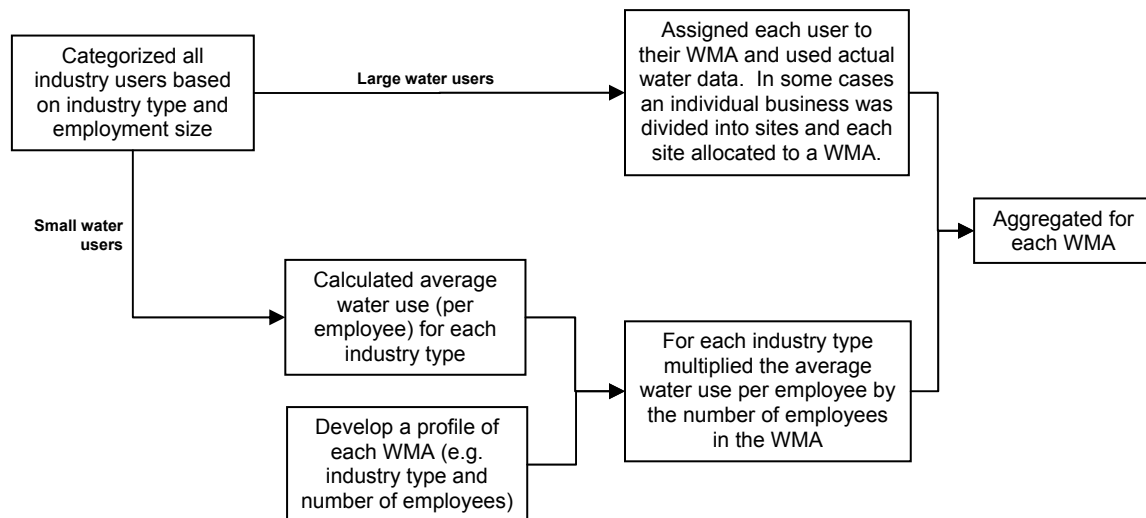 Categorized all
industry users based
on industry type and
employment size
Large water users
Assigned each user to
their WMA and used actual
water data.  In some cases
an individual business was
divided into sites and each
site allocated to a WMA.
Small water
users
Aggregated for
each WMA
Calculated average
water use (per
employee) for each
industry type
For each industry type
multiplied the average
water use per employee by
the number of employees
in the WMA
Develop a profile of
each WMA (e.g.
industry type and
number of employees)